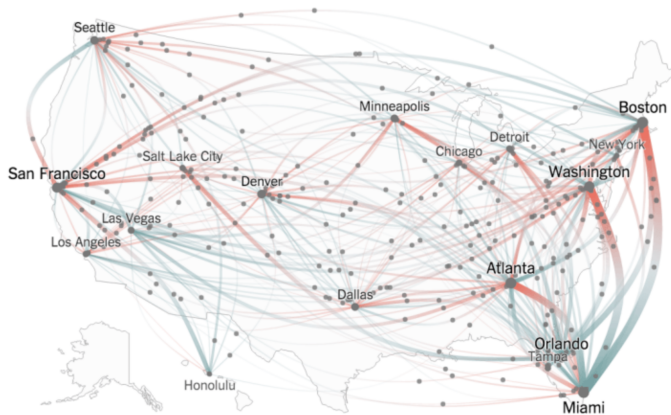 Seattle
Minneapolis
Boston
Detroit
New York
Chicago
Salt Lake City
San Francisco
Washington
Denver
Las Vegas
Los Angeles
Atlanta
Dallas
Orlando
Tampa
Honolulu
Miami